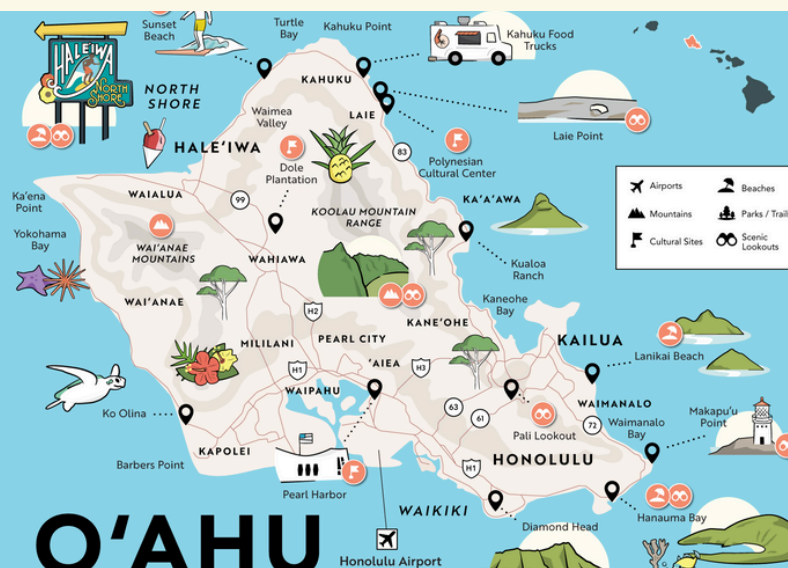 Sunset
Beach
Turtle
Bay
Kahuku Point
Kahuku Food
Trucks
HALE'IWA
NORTH
SHORE
NORTH
SHORE
KAHUKU
Waimea
Valley
LAIE
Laie Point
HALE'IWA
Dole
Plantation
83
Polynesian
Cultural Center
Airports
Beaches
Mountains
Parks / Trail
Cultural Sites
Scenic
Lookouts
Ka'ena
Point
WAIALUA
99
KOOLAU MOUNTAIN
RANGE
KA'A'AWA
Yokohama
Bay
WAI'ANAE
MOUNTAINS
WAHIAWA
Kualoa
Ranch
WAI'ANAE
H2
Kaneohe
Bay
KANE'OHE
MILILANI
PEARL CITY
KAILUA
'AIEA
H1
H3
Lanikai Beach
WAIPAHU
Ko Olina
63
61
WAIMANALO
72
Waimanalo
Bay
Makapu'u
Point
Pali Lookout
KAPOLEI
Barbers Point
H1
HONOLULU
Pearl Harbor
WAIKIKI
Hanauma Bay
Diamond Head
O'AHU
Honolulu Airport